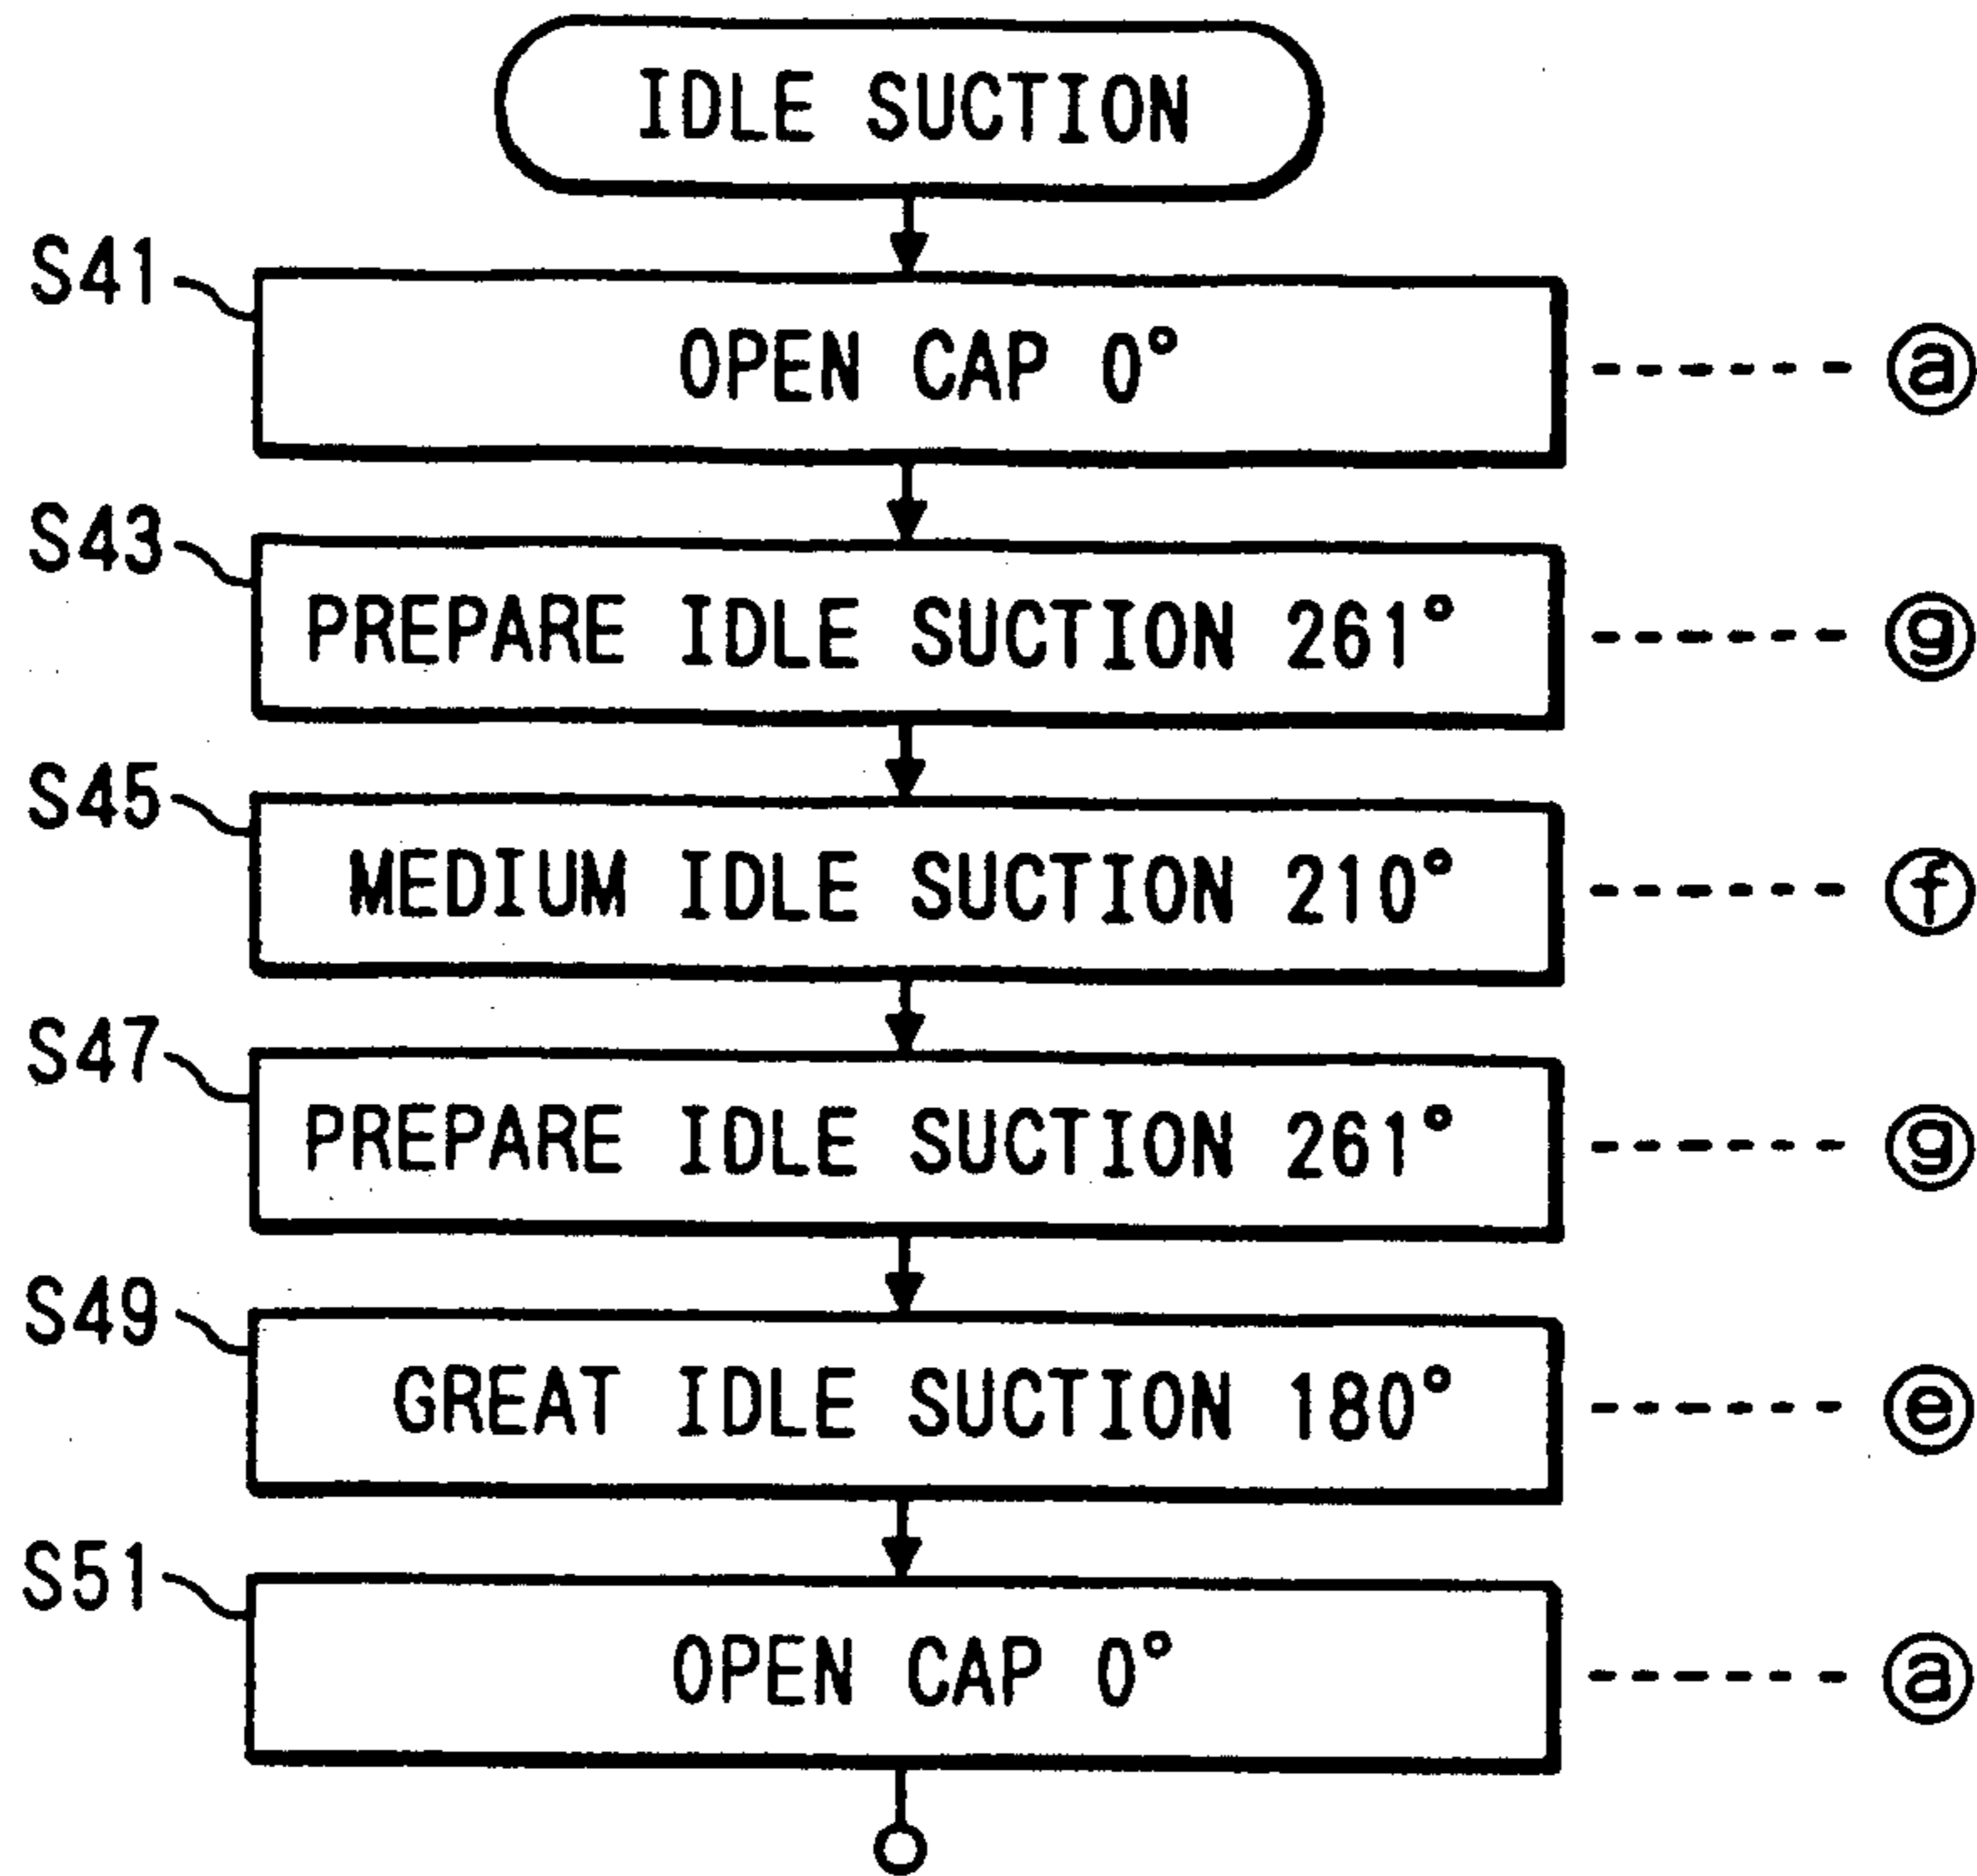 IDLE SUCTION
S41
OPEN CAP 0°
ⓐ
S43
PREPARE IDLE SUCTION 261°
ⓖ
S45
MEDIUM IDLE SUCTION 210°
ⓕ
S47
PREPARE IDLE SUCTION 261°
ⓖ
S49
GREAT IDLE SUCTION 180°
ⓔ
S51
OPEN CAP 0°
ⓐ